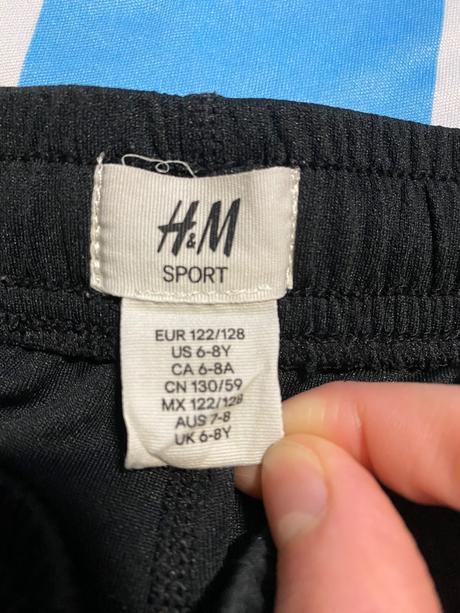 H&M
SPORT
EUR 122/128
US 6-8Y
CA 6-8A
CN 130/59
MX 122/128
AUS 7-8
UK 6-8Y